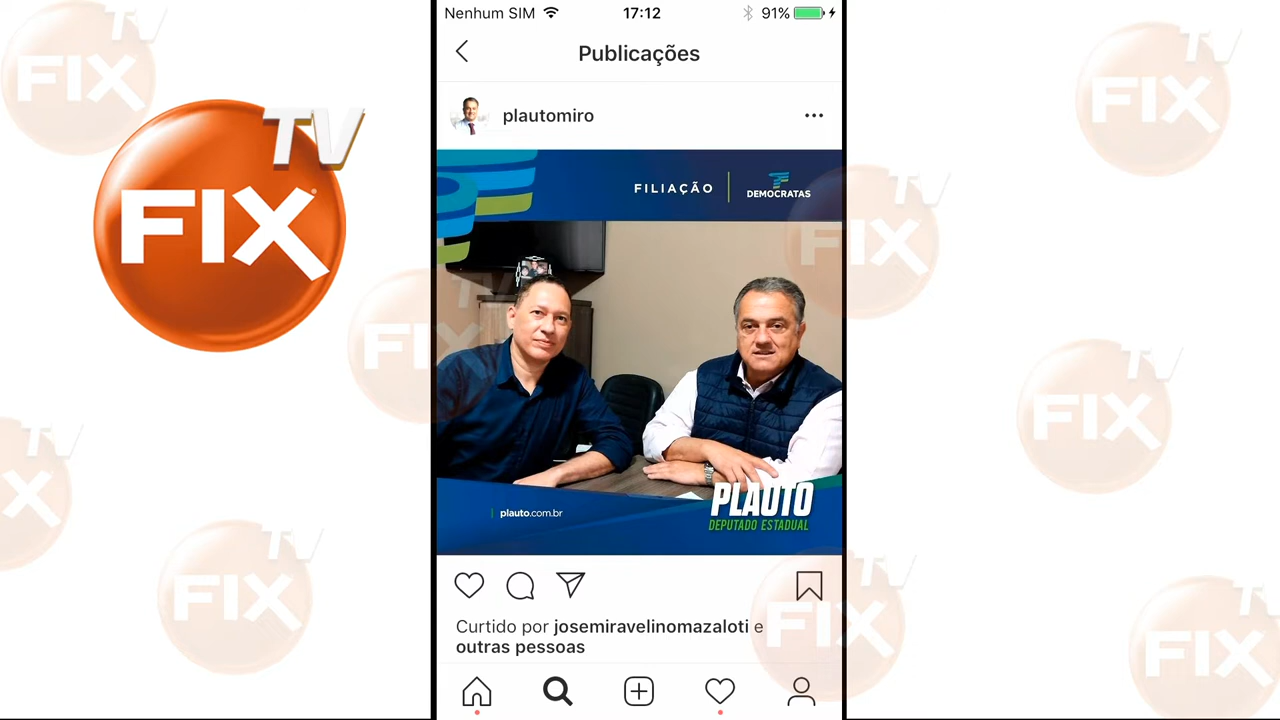 FIX TV
Nenhum SIM
17:12
91%
Publicações
plautomiro
FILIAÇÃO
DEMOCRATAS
plauto.com.br
PLAUTO
DEPUTADO ESTADUAL
Curtido por josemiravelinomazaloti e
outras pessoas